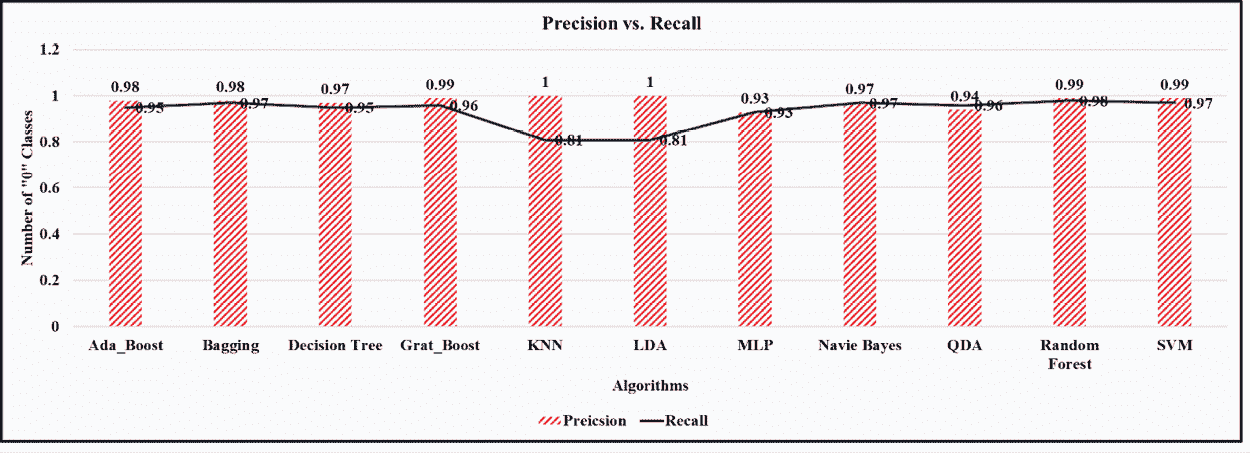 Precision vs. Recall
Number of "0" Classes
1.2
1
0.8
0.6
0.4
0.2
0
0.98 0.98 0.97 0.99 1 1 0.93 0.97 0.94 0.99 0.99
0.95 0.97 0.95 0.96 0.81 0.81 0.93 0.97 0.96 0.98 0.97
Ada_Boost Bagging Decision Tree Grat_Boost KNN LDA MLP Navie Bayes QDA Random SVM
Forest
Algorithms
Preicsion Recall